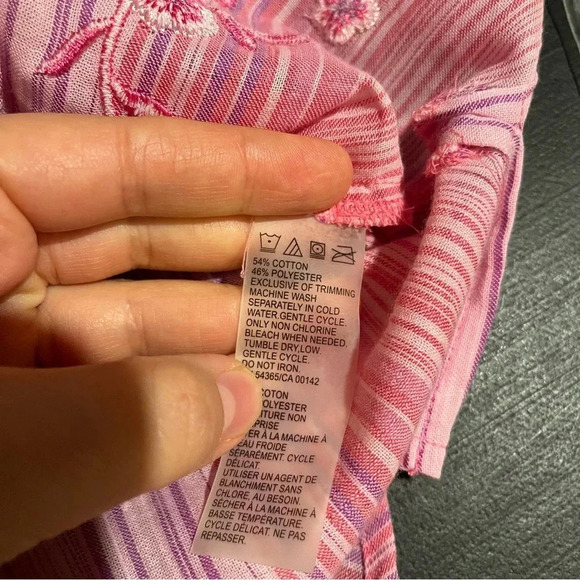 54% COTTON
46% POLYESTER
EXCLUSIVE OF TRIMMING
MACHINE WASH
SEPARATELY IN COLD
WATER.GENTLE CYCLE.
ONLY NON CHLORINE
BLEACH WHEN NEEDED.
TUMBLE DRY,LOW.
GENTLE CYCLE.
DO NOT IRON.
54365/CA 00142
COTON
POLYESTER
NON
À LA MACHINE À
EAU FROIDE
SÉPARÉMENT. CYCLE
DÉLICAT.
UTILISER UN AGENT DE
BLANCHIMENT SANS
CHLORE, AU BESOIN.
SÉCHER À LA MACHINE À
BASSE TEMPÉRATURE.
CYCLE DÉLICAT. NE PAS
REPASSER.